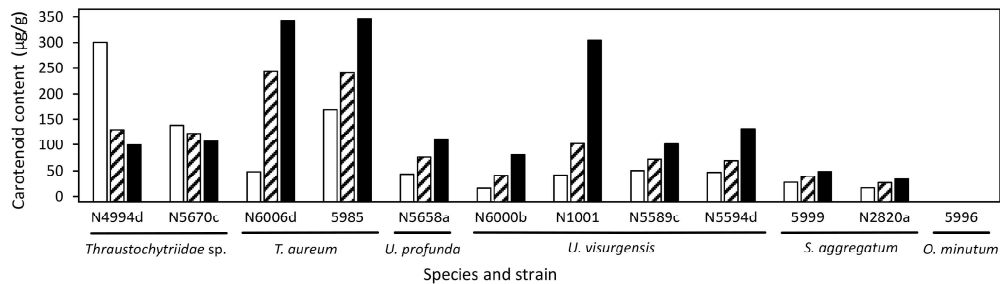 Carotenoid content (µg/g)
350
300
250
200
150
100
50
0
N4994d N5670c N6006d 5985 N5658a N6000b N1001 N5589c N5594d 5999 N2820a 5996
Thraustochytriidae sp. T. aureum U. profunda U. visurgensis S. aggregatum O. minutum
Species and strain